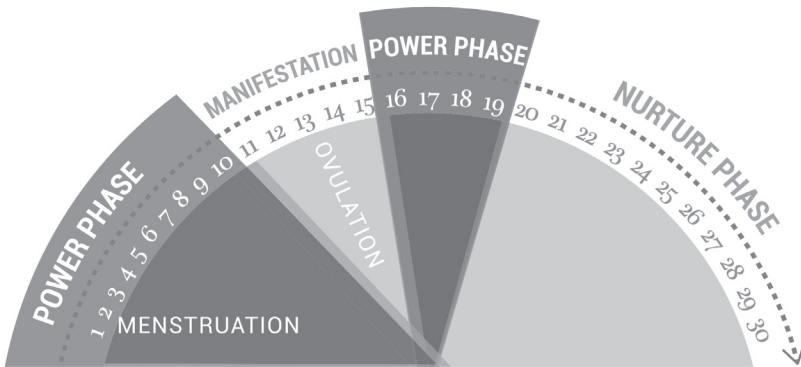 POWER PHASE
MANIFESTATION
POWER PHASE
NURTURE PHASE
1 2 3 4 5 6 7 8 9 10 11 12 13 14 15 16 17 18 19 20 21 22 23 24 25 26 27 28 29 30
OVULATION
MENSTRUATION